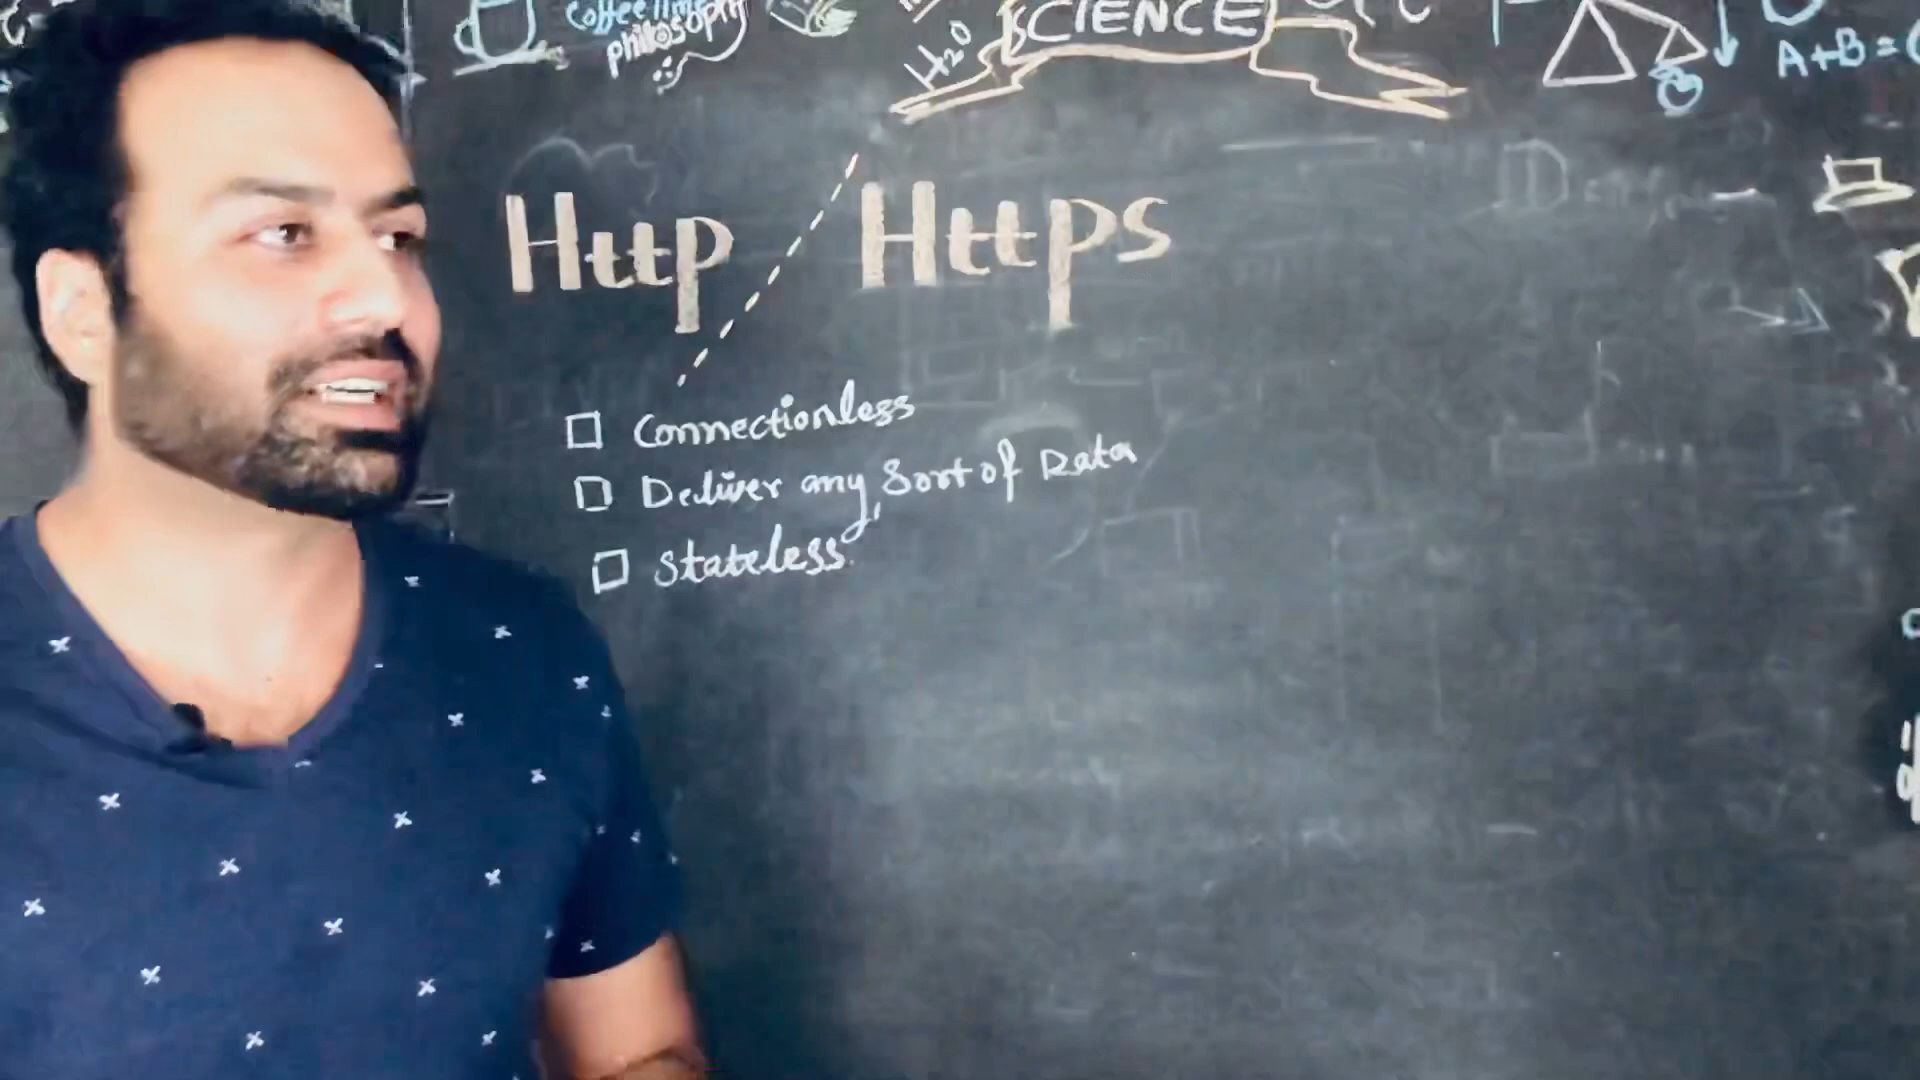 Coffee time
philosophy
H₂O
SCIENCE
A+B=
Http Https
Connectionless
Deliver any Sort of Data
Stateless